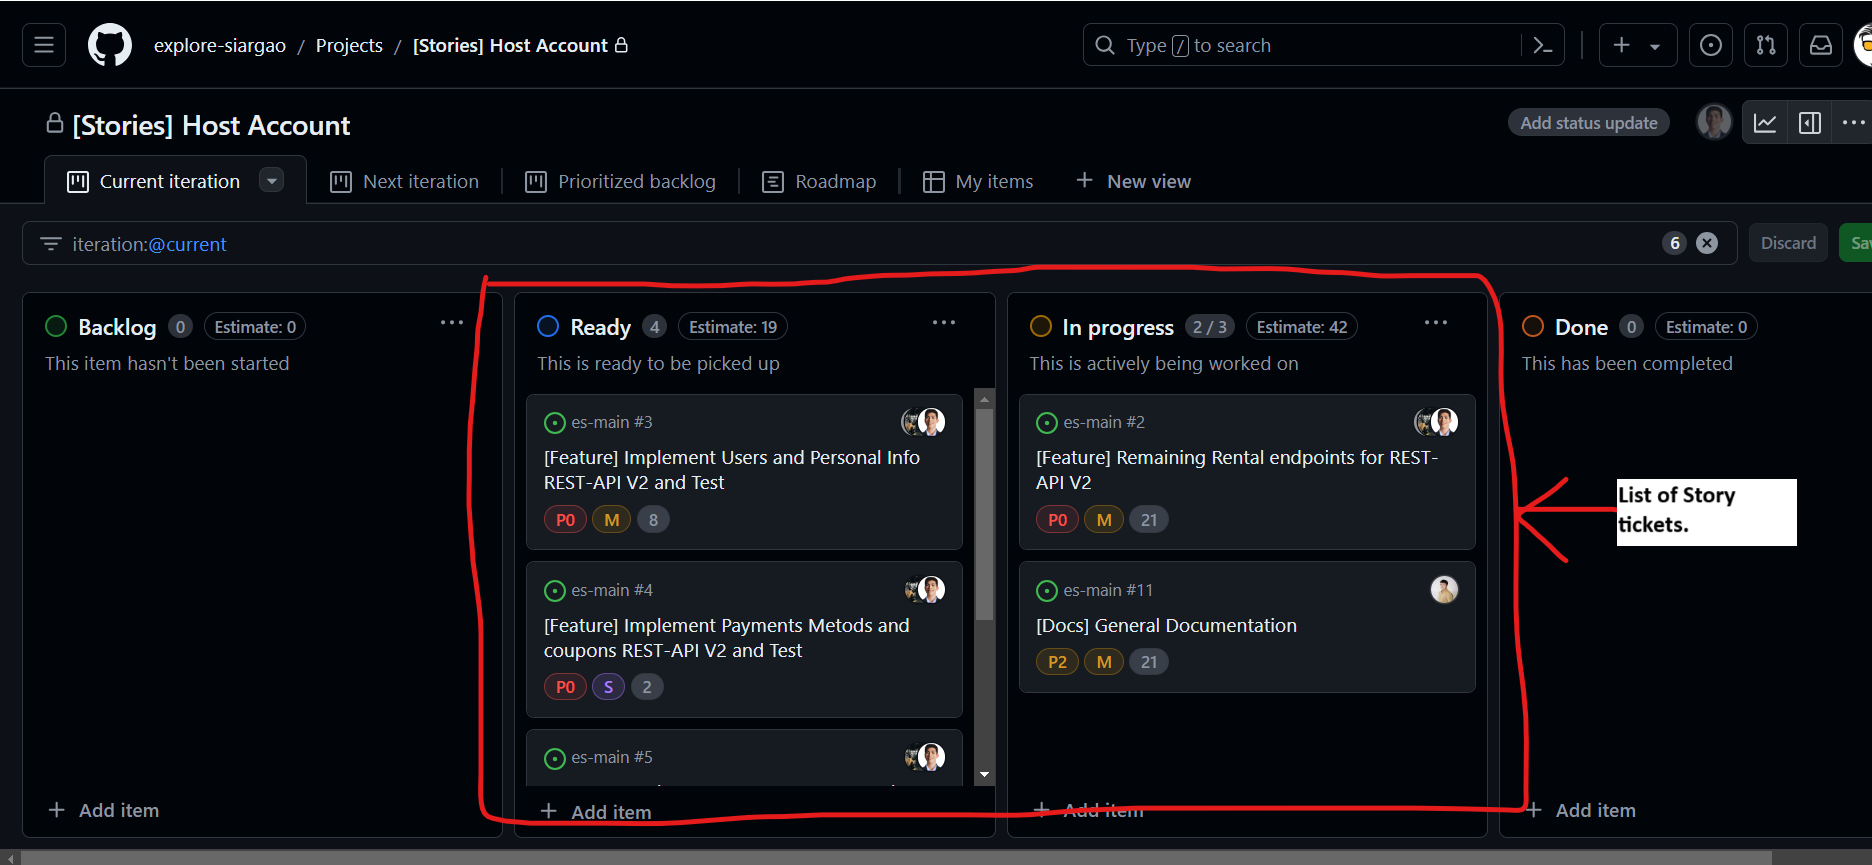 explore-siargao / Projects / [Stories] Host Account
Type / to search
[Stories] Host Account
Add status update
Current iteration
Next iteration
Prioritized backlog
Roadmap
My items
New view
iteration:@current
6
Discard
Backlog 0 Estimate: 0
This item hasn't been started
Add item
Ready 4 Estimate: 19
This is ready to be picked up
es-main #3
[Feature] Implement Users and Personal Info
REST-API V2 and Test
P0 M 8
es-main #4
[Feature] Implement Payments Metods and
coupons REST-API V2 and Test
P0 S 2
es-main #5
Add item
In progress 2 / 3 Estimate: 42
This is actively being worked on
es-main #2
[Feature] Remaining Rental endpoints for REST-
API V2
P0 M 21
es-main #11
[Docs] General Documentation
P2 M 21
Add item
Done 0 Estimate: 0
This has been completed
Add item
List of Story
tickets.